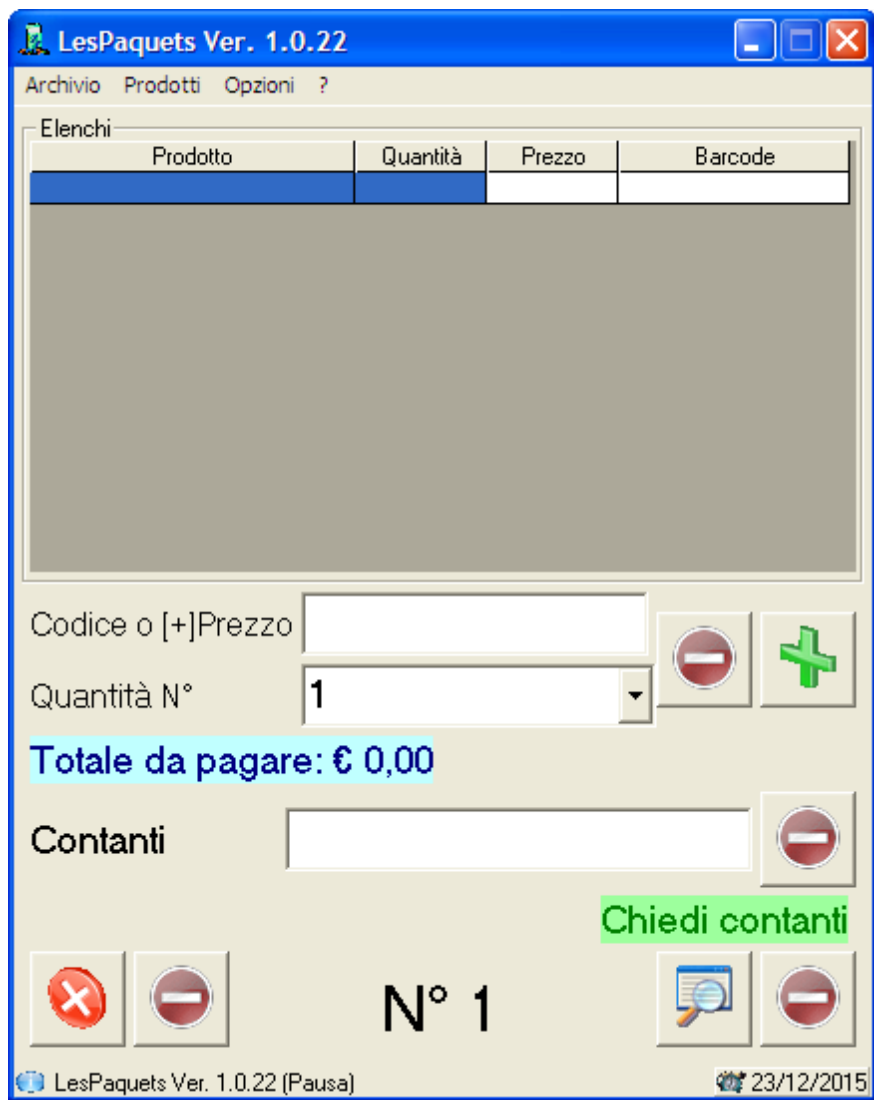 LesPaquets Ver. 1.0.22
Archivio Prodotti Opzioni ?
Elenchi
Prodotto Quantità Prezzo Barcode
Codice o [+]Prezzo
Quantità N° 1
Totale da pagare: € 0,00
Contanti
Chiedi contanti
N° 1
LesPaquets Ver. 1.0.22 (Pausa) 23/12/2015